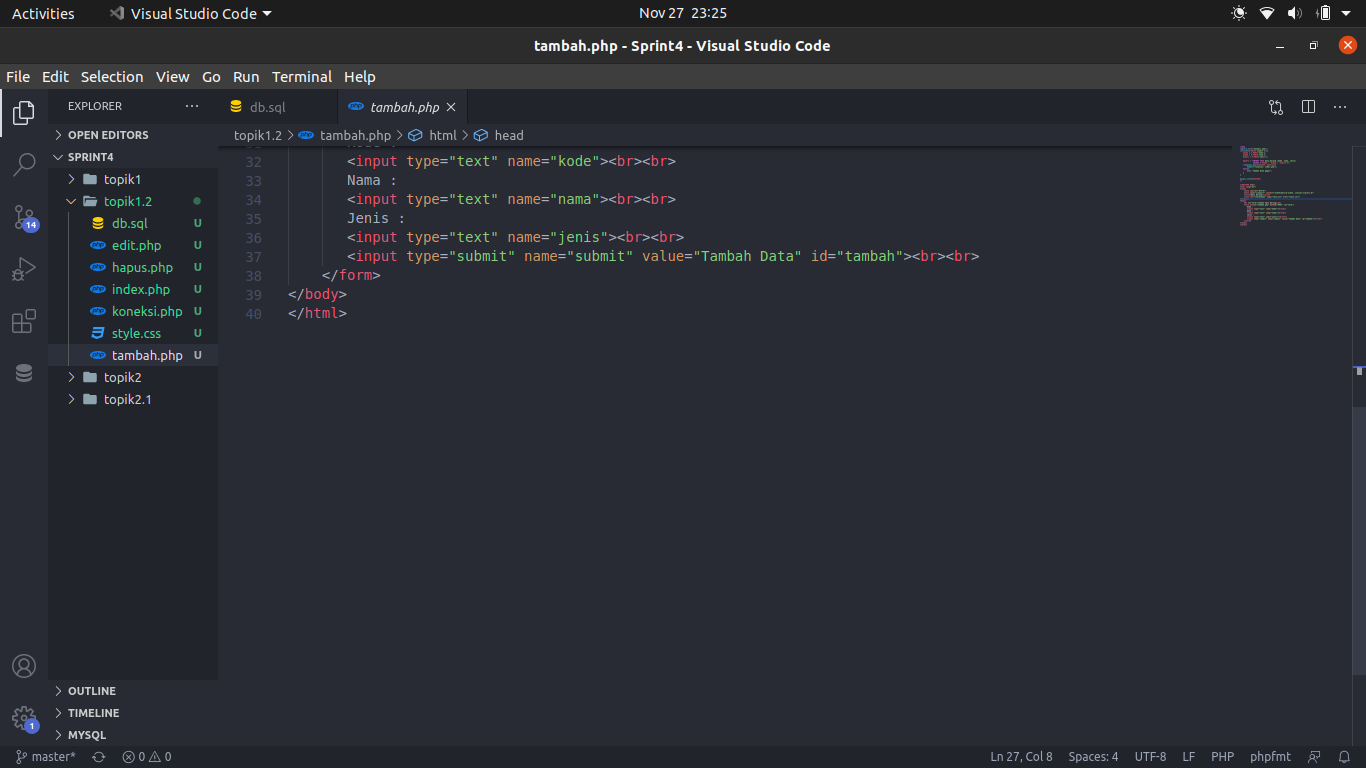 Activities Visual Studio Code Nov 27 23:25
tambah.php - Sprint4 - Visual Studio Code
File Edit Selection View Go Run Terminal Help
EXPLORER ··· db.sql tambah.php
OPEN EDITORS
topik1.2 > tambah.php > html > head
SPRINT4
topik1
topik1.2
db.sql U
edit.php U
hapus.php U
index.php U
koneksi.php U
style.css U
tambah.php U
topik2
topik2.1
14
32 <input type="text" name="kode"><br><br>
33 Nama :
34 <input type="text" name="nama"><br><br>
35 Jenis :
36 <input type="text" name="jenis"><br><br>
37 <input type="submit" name="submit" value="Tambah Data" id="tambah"><br><br>
38 </form>
39 </body>
40 </html>
OUTLINE
TIMELINE
MYSQL
1
master* 0 0 Ln 27, Col 8 Spaces: 4 UTF-8 LF PHP phpfmt